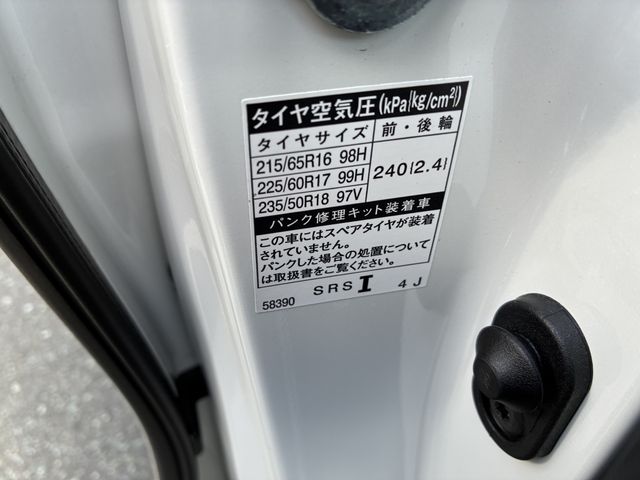 タイヤ空気圧(kPa{kg/cm²})
タイヤサイズ 前・後輪
215/65R16 98H
225/60R17 99H 240{2.4}
235/50R18 97V
パンク修理キット装着車
この車にはスペアタイヤが装着
されていません。
パンクした場合の処置について
は取扱書をご覧ください。
58390 SRSI 4J